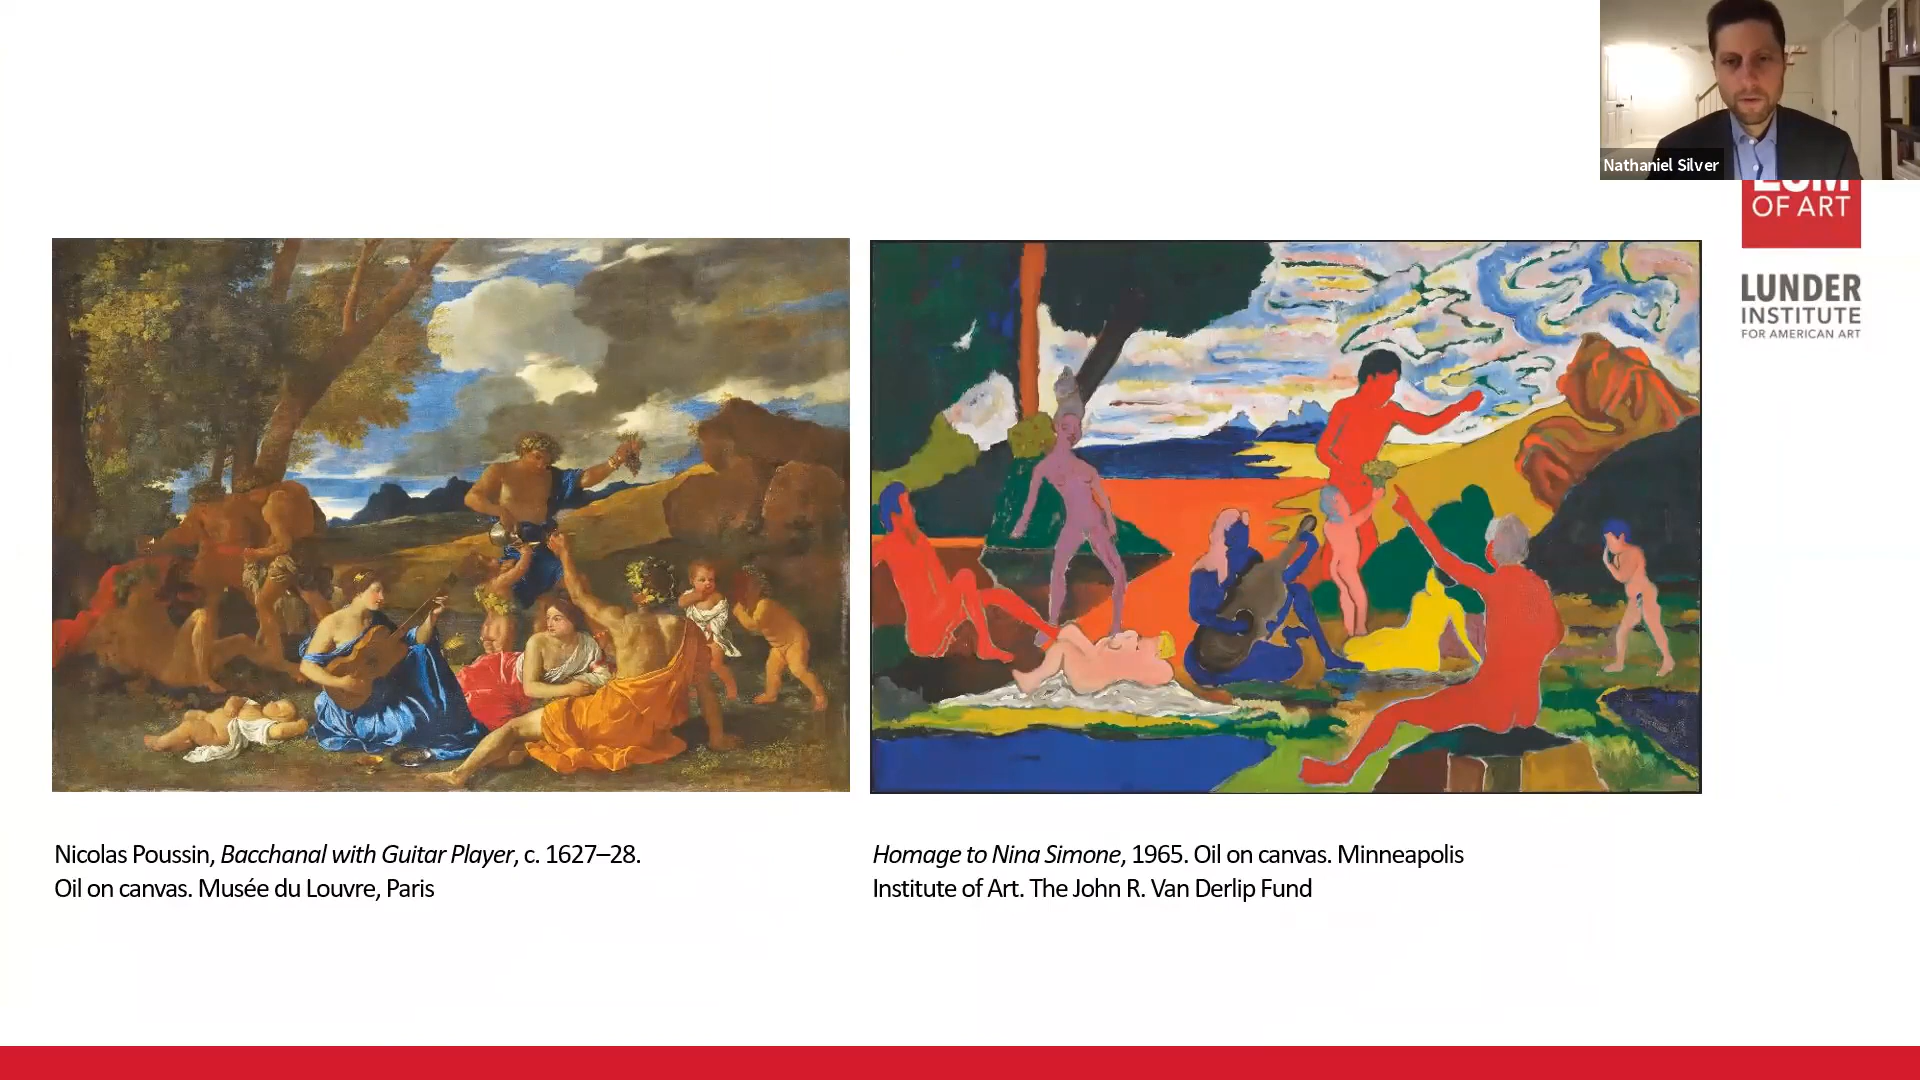 Nathaniel Silver
OF ART
LUNDER
INSTITUTE
FOR AMERICAN ART
Nicolas Poussin, Bacchanal with Guitar Player, c. 1627–28.
Oil on canvas. Musée du Louvre, Paris
Homage to Nina Simone, 1965. Oil on canvas. Minneapolis
Institute of Art. The John R. Van Derlip Fund